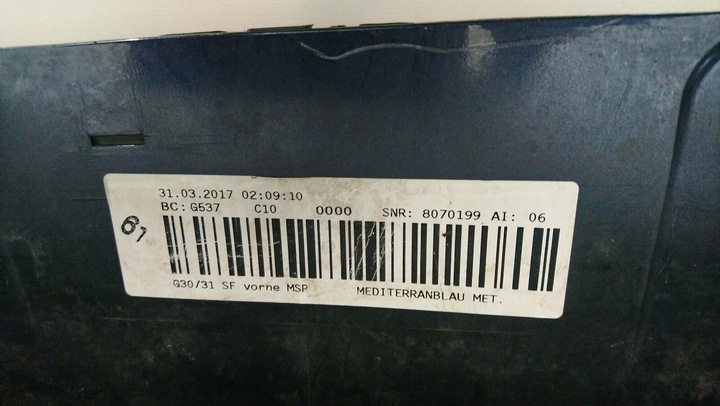 31.03.2017 02:09:10
BC: G537 C10 0000 SNR: 8070199 AI: 06
61
G30/31 SF vorne MSP MEDITERRANBLAU MET.